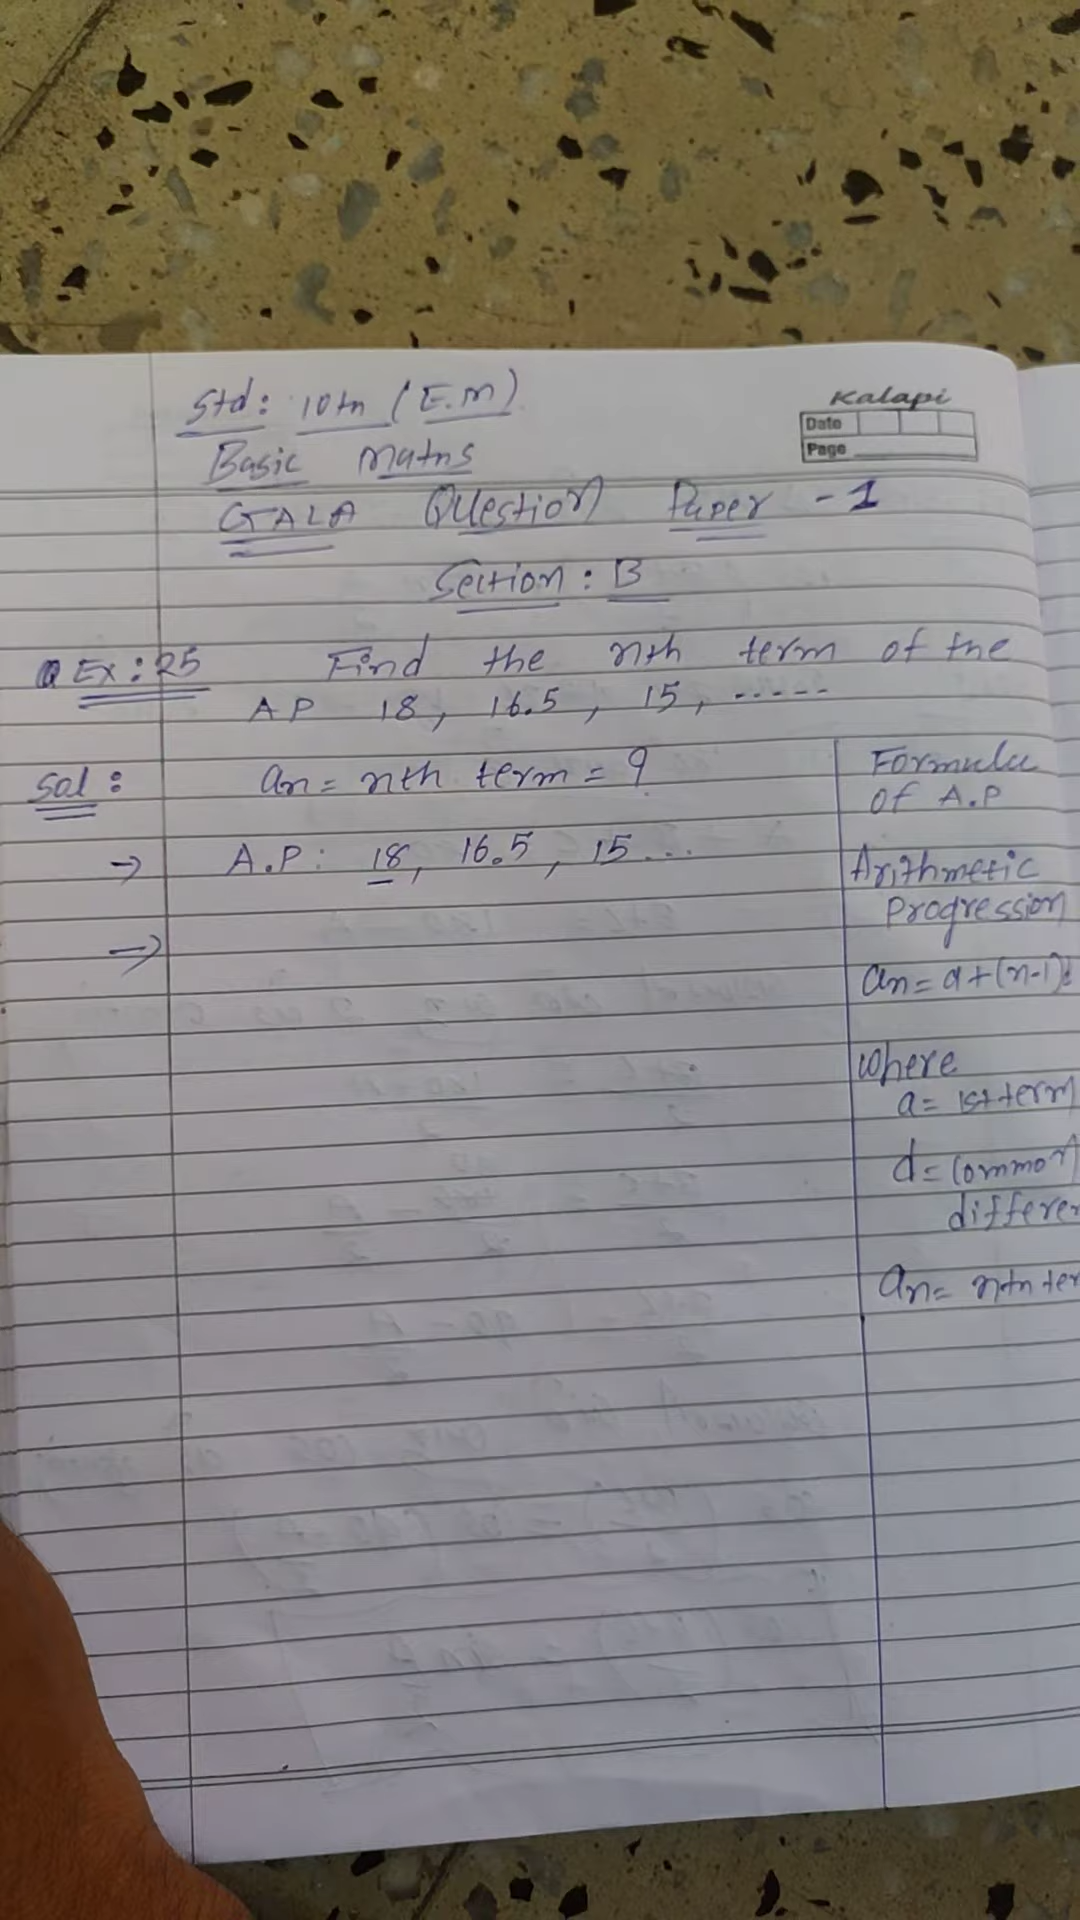 Std: 10th (E.M)
Kalapi
Date
Page
Basic Maths
GALA Question Paper - 1
Section : B
Q Ex: 25 Find the nth term of the
AP 18, 16.5, 15, -----
Sol: an = nth term = ?
→ A.P: 18, 16.5, 15...
→
Formula
of A.P
Arithmetic
Progression
an = a + (n-1)
where
a = 1st term
d = common
differen
an = nth ter